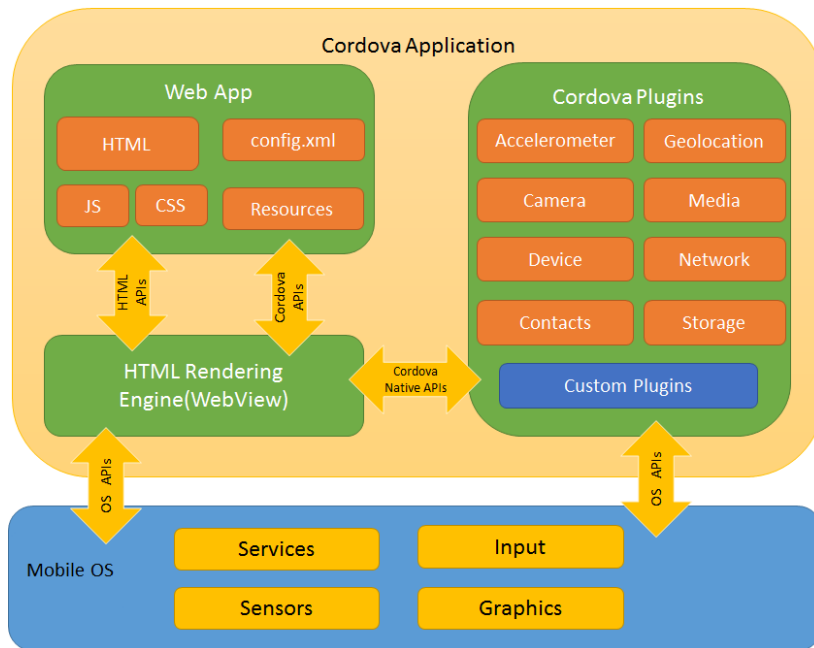 Cordova Application
Web App
HTML
config.xml
JS
CSS
Resources
HTML
APIs
Cordova
APIs
HTML Rendering
Engine(WebView)
Cordova
Native APIs
Cordova Plugins
Accelerometer
Geolocation
Camera
Media
Device
Network
Contacts
Storage
Custom Plugins
OS APIs
OS APIs
Mobile OS
Services
Input
Sensors
Graphics